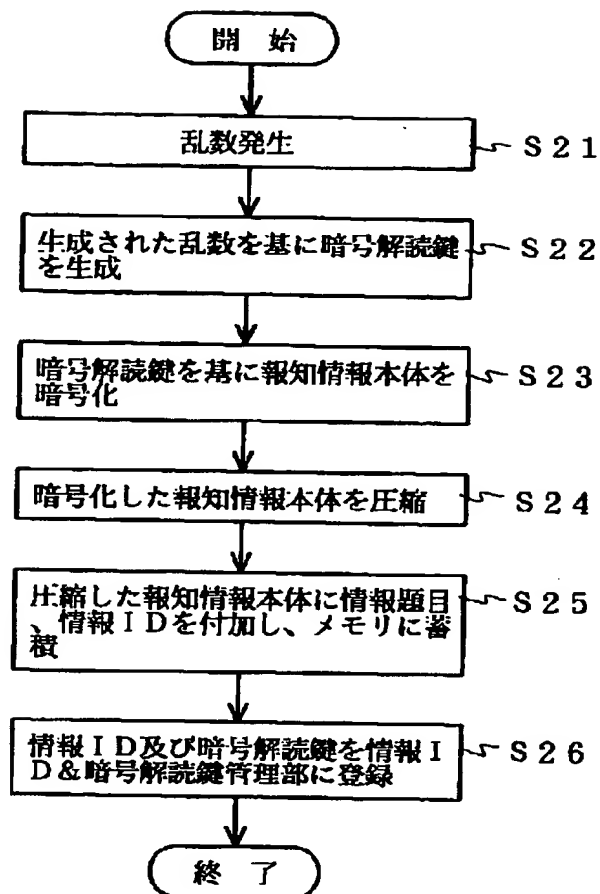 開 始
乱数発生
S21
生成された乱数を基に暗号解読鍵
を生成
S22
暗号解読鍵を基に報知情報本体を
暗号化
S23
暗号化した報知情報本体を圧縮
S24
圧縮した報知情報本体に情報題目
、情報IDを付加し、メモリに蓄
積
S25
情報ID及び暗号解読鍵を情報I
D&暗号解読鍵管理部に登録
S26
終 了